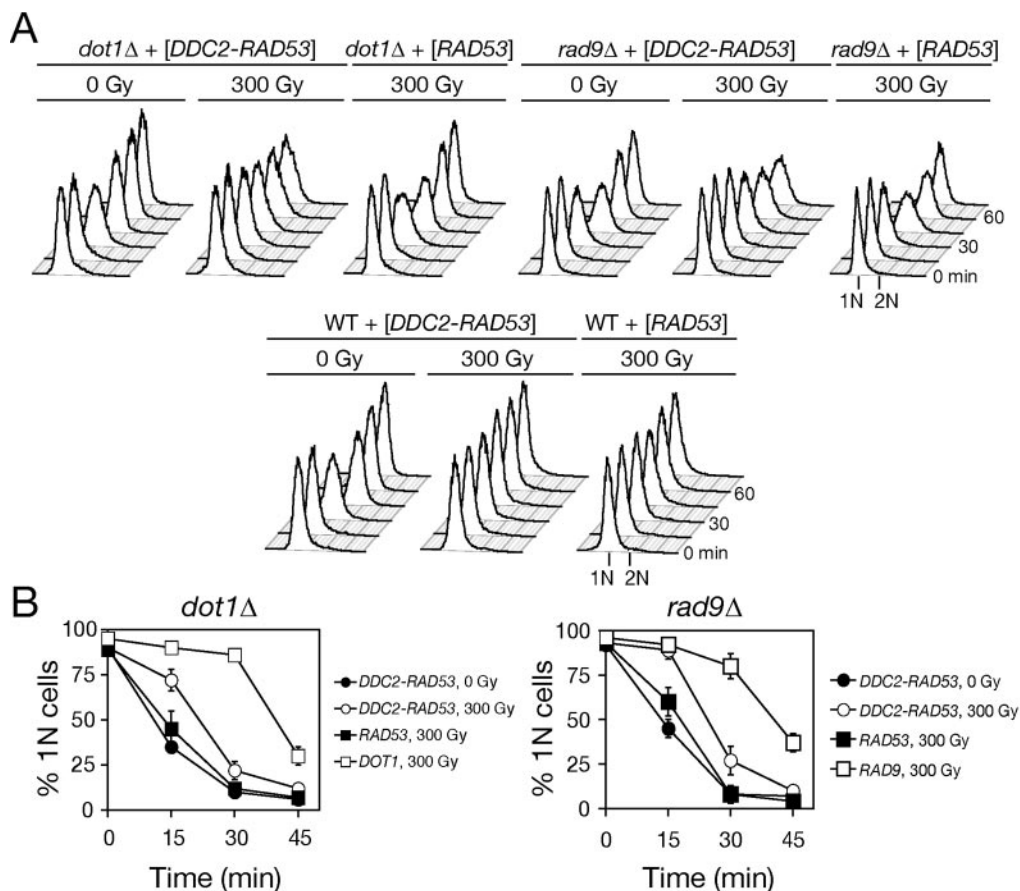 A
dot1Δ + [DDC2-RAD53] dot1Δ + [RAD53] rad9Δ + [DDC2-RAD53] rad9Δ + [RAD53]
0 Gy 300 Gy 300 Gy 0 Gy 300 Gy 300 Gy
60
30
0 min
1N 2N
WT + [DDC2-RAD53] WT + [RAD53]
0 Gy 300 Gy 300 Gy
60
30
0 min
1N 2N
B
dot1Δ
% 1N cells
100
75
50
25
0
0 15 30 45
Time (min)
DDC2-RAD53, 0 Gy
DDC2-RAD53, 300 Gy
RAD53, 300 Gy
DOT1, 300 Gy
rad9Δ
% 1N cells
100
75
50
25
0
0 15 30 45
Time (min)
DDC2-RAD53, 0 Gy
DDC2-RAD53, 300 Gy
RAD53, 300 Gy
RAD9, 300 Gy